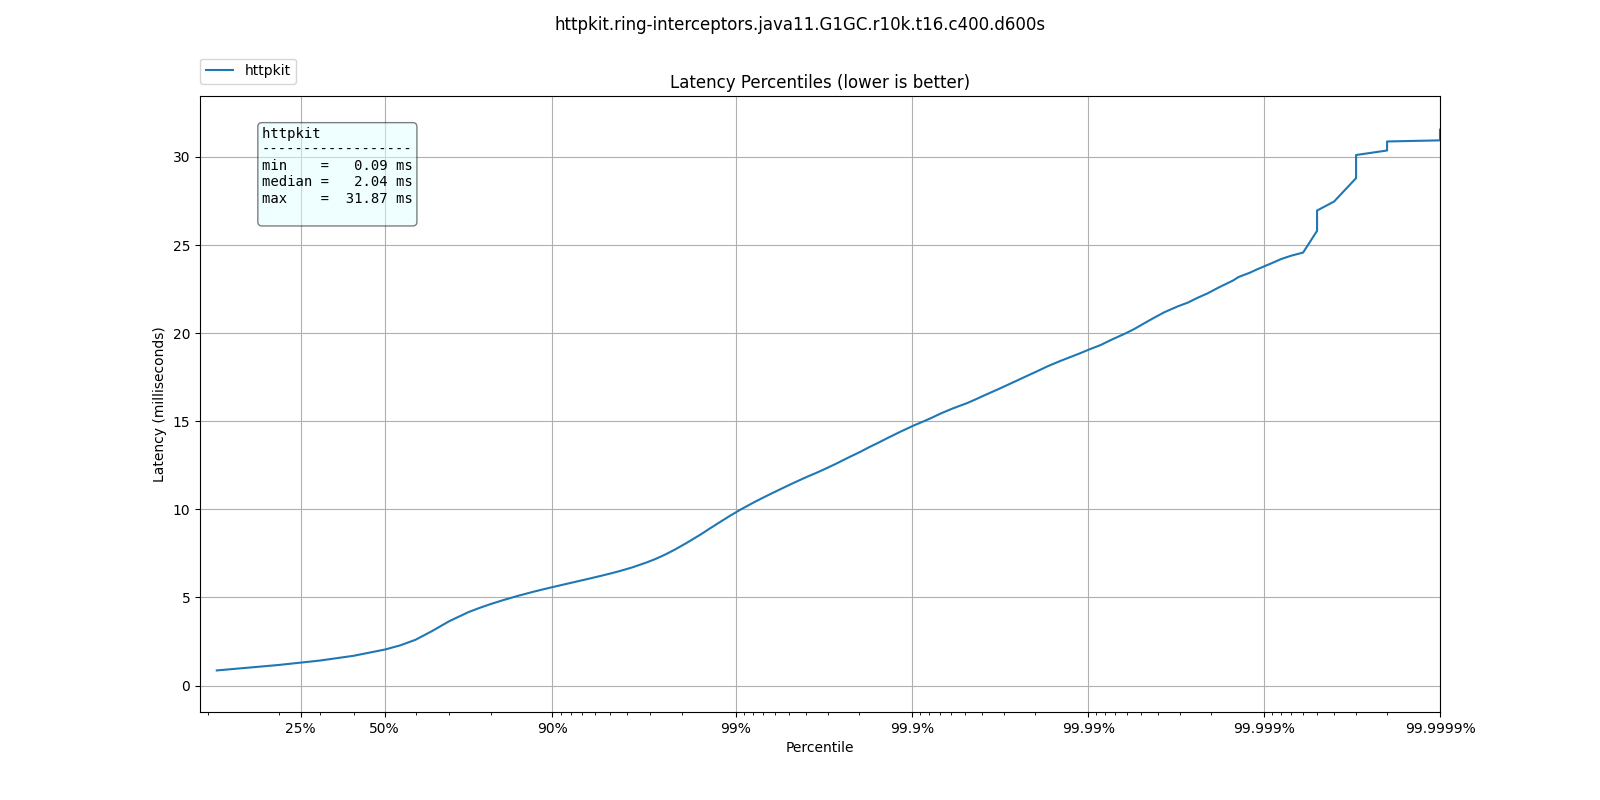 httpkit.ring-interceptors.java11.G1GC.r10k.t16.c400.d600s
httpkit
Latency Percentiles (lower is better)
httpkit
------------------
min    =   0.09 ms
median =   2.04 ms
max    =  31.87 ms
30
25
20
15
10
5
0
Latency (milliseconds)
25% 50% 90% 99% 99.9% 99.99% 99.999% 99.9999%
Percentile